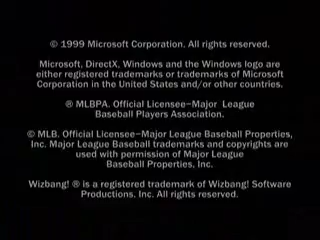 © 1999 Microsoft Corporation. All rights reserved.
Microsoft, DirectX, Windows and the Windows logo are
either registered trademarks or trademarks of Microsoft
Corporation in the United States and/or other countries.
® MLBPA. Official Licensee–Major League
Baseball Players Association.
© MLB. Official Licensee–Major League Baseball Properties,
Inc. Major League Baseball trademarks and copyrights are
used with permission of Major League
Baseball Properties, Inc.
Wizbang! ® is a registered trademark of Wizbang! Software
Productions, Inc. All rights reserved.